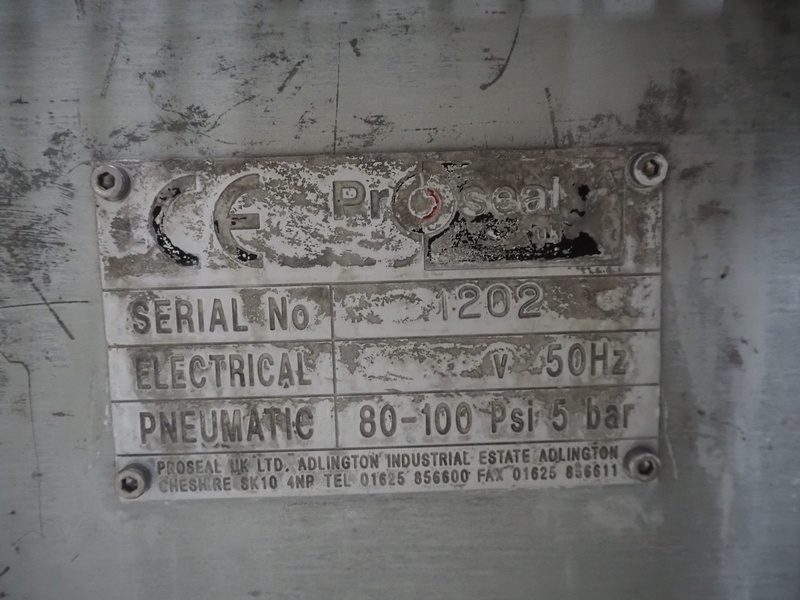 CE Proseal
UK
SERIAL No 1202
ELECTRICAL V 50Hz
PNEUMATIC 80-100 Psi 5 bar
PROSEAL UK LTD. ADLINGTON INDUSTRIAL ESTATE ADLINGTON
CHESHIRE SK10 4NP TEL 01625 856600 FAX 01625 856611